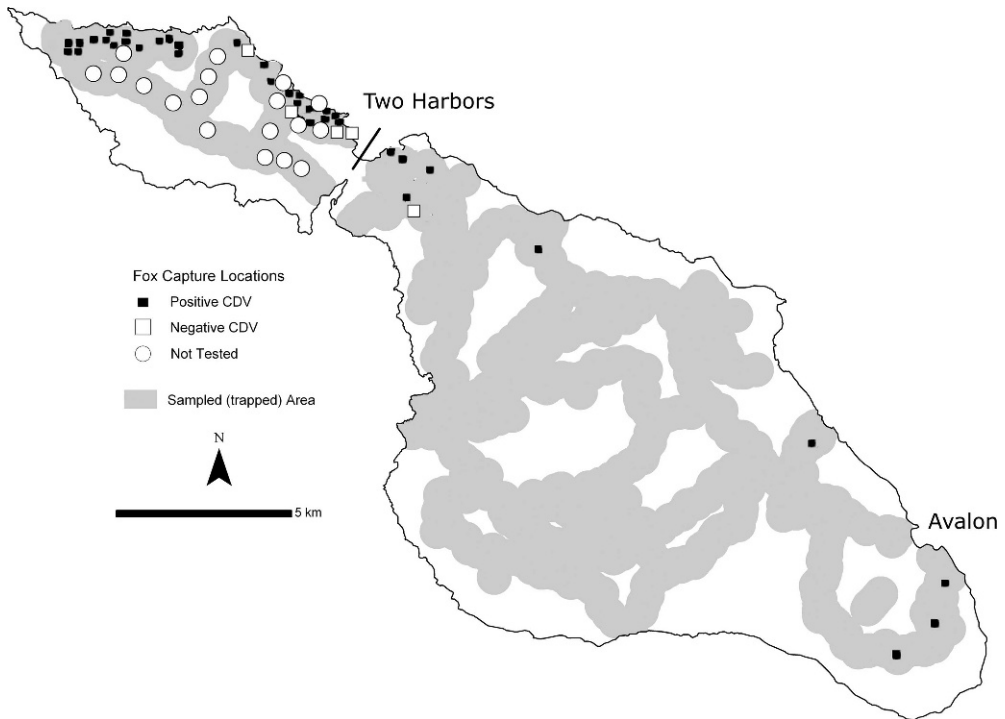 Two Harbors
Fox Capture Locations
Positive CDV
Negative CDV
Not Tested
Sampled (trapped) Area
N
5 km
Avalon